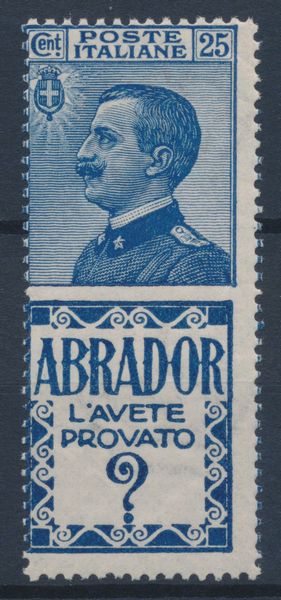 POSTE
Cent ITALIANE 25
ABRADOR
L'AVETE
PROVATO
?